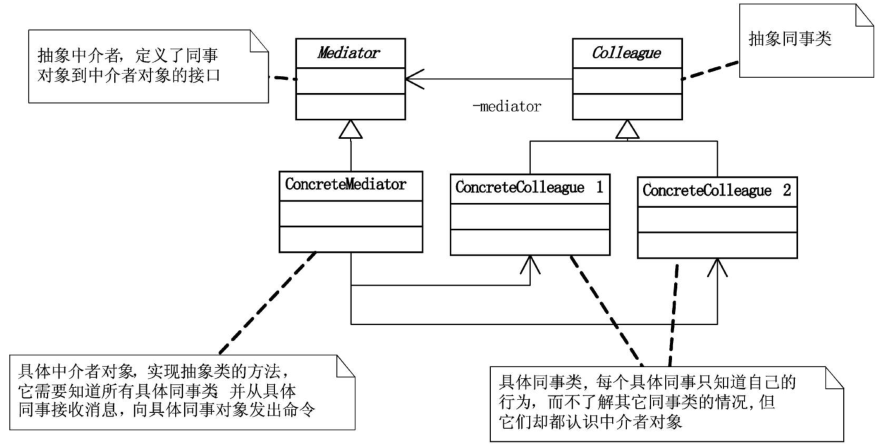 抽象中介者，定义了同事
对象到中介者对象的接口
Mediator
Colleague
抽象同事类
-mediator
ConcreteMediator
ConcreteColleague 1
ConcreteColleague 2
具体中介者对象，实现抽象类的方法，
它需要知道所有具体同事类，并从具体
同事接收消息，向具体同事对象发出命令
具体同事类，每个具体同事只知道自己的
行为，而不了解其它同事类的情况，但
它们却都认识中介者对象